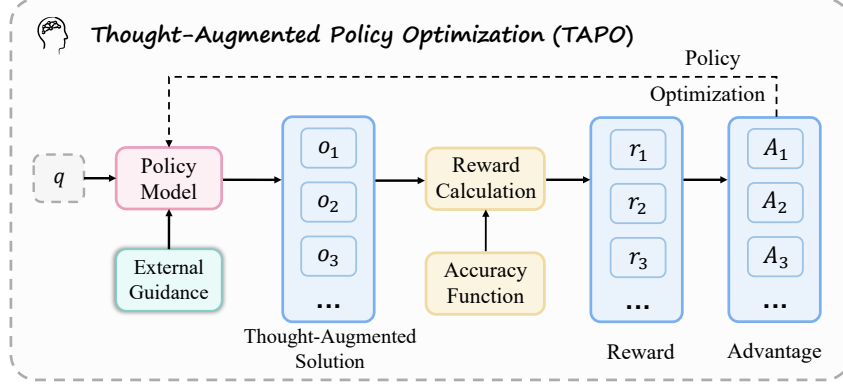 Thought-Augmented Policy Optimization (TAPO)
Policy
Optimization
q
Policy
Model
External
Guidance
o₁
o₂
o₃
...
Thought-Augmented
Solution
Reward
Calculation
Accuracy
Function
r₁
r₂
r₃
...
Reward
A₁
A₂
A₃
...
Advantage